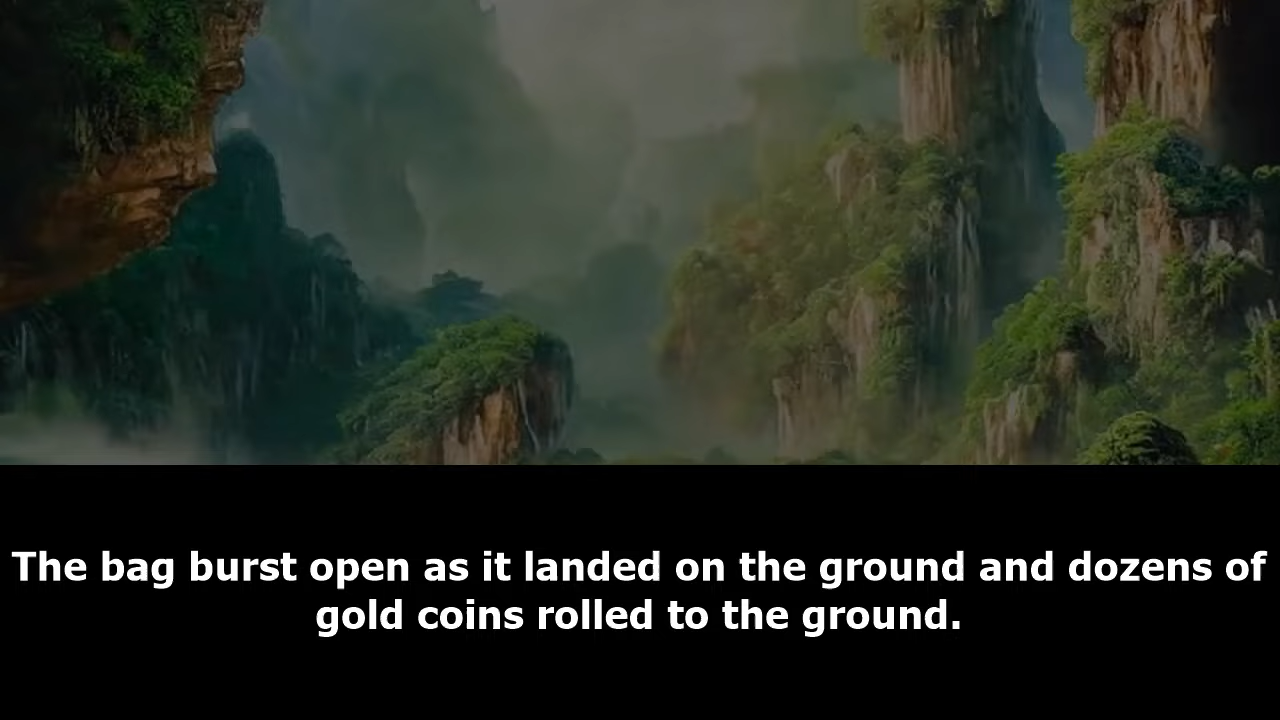 The bag burst open as it landed on the ground and dozens of
gold coins rolled to the ground.